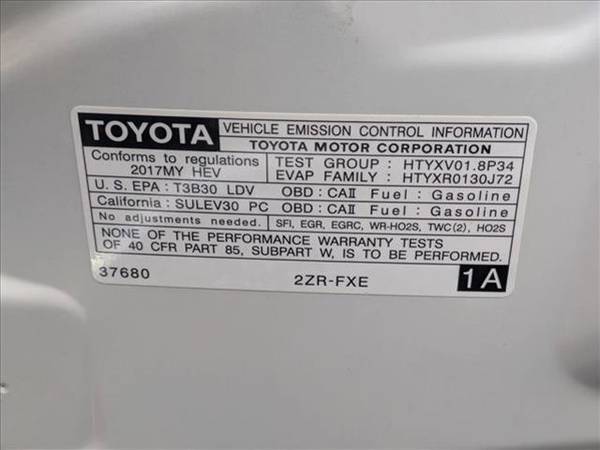 TOYOTA VEHICLE EMISSION CONTROL INFORMATION
TOYOTA MOTOR CORPORATION
Conforms to regulations
2017MY HEV
TEST GROUP : HTYXV01.8P34
EVAP FAMILY : HTYXR0130J72
U. S. EPA : T3B30 LDV OBD : CAⅡ Fuel : Gasoline
California : SULEV30 PC OBD : CAⅡ Fuel : Gasoline
No adjustments needed. SFI, EGR, EGRC, WR-HO2S, TWC(2), HO2S
NONE OF THE PERFORMANCE WARRANTY TESTS
OF 40 CFR PART 85, SUBPART W, IS TO BE PERFORMED.
37680 2ZR-FXE 1A